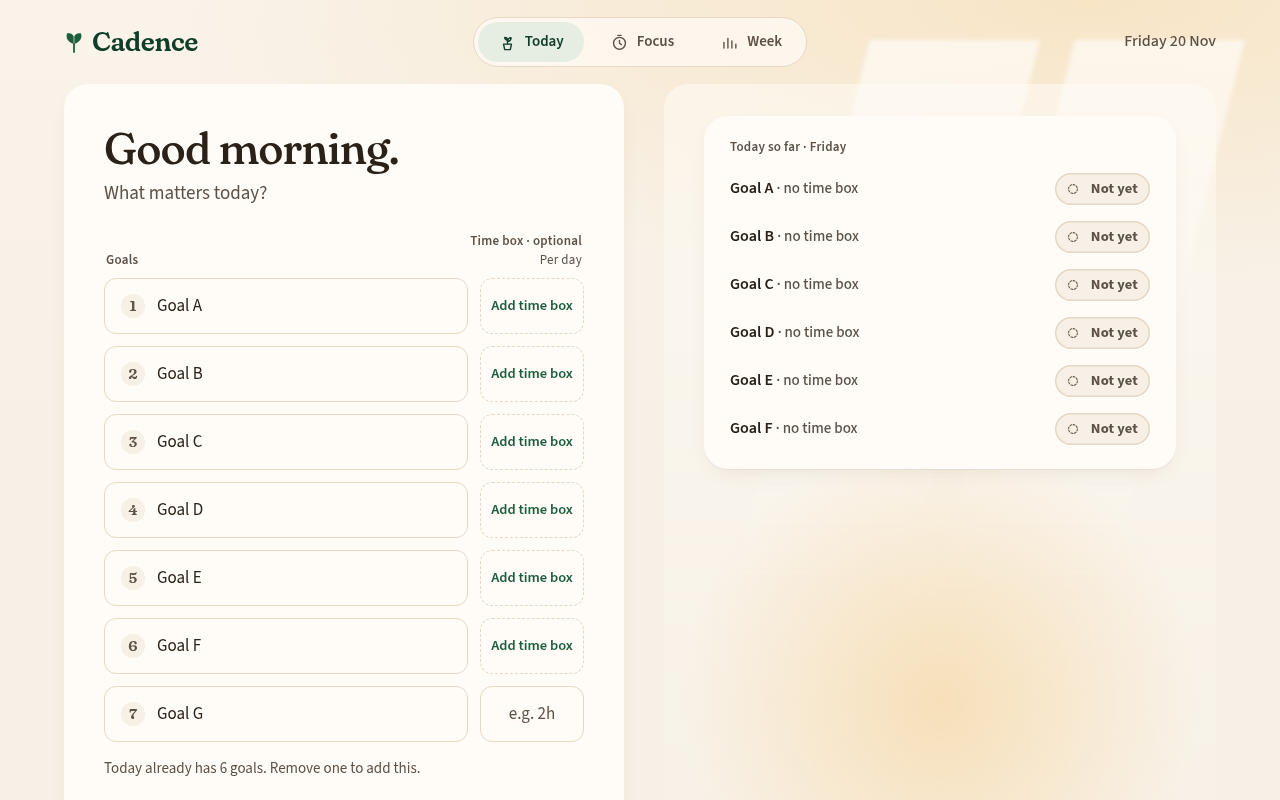 Cadence
Today
Focus
Week
Friday 20 Nov
Good morning.
What matters today?
Time box · optional
Goals
Per day
1 Goal A Add time box
2 Goal B Add time box
3 Goal C Add time box
4 Goal D Add time box
5 Goal E Add time box
6 Goal F Add time box
7 Goal G e.g. 2h
Today already has 6 goals. Remove one to add this.
Today so far · Friday
Goal A · no time box Not yet
Goal B · no time box Not yet
Goal C · no time box Not yet
Goal D · no time box Not yet
Goal E · no time box Not yet
Goal F · no time box Not yet